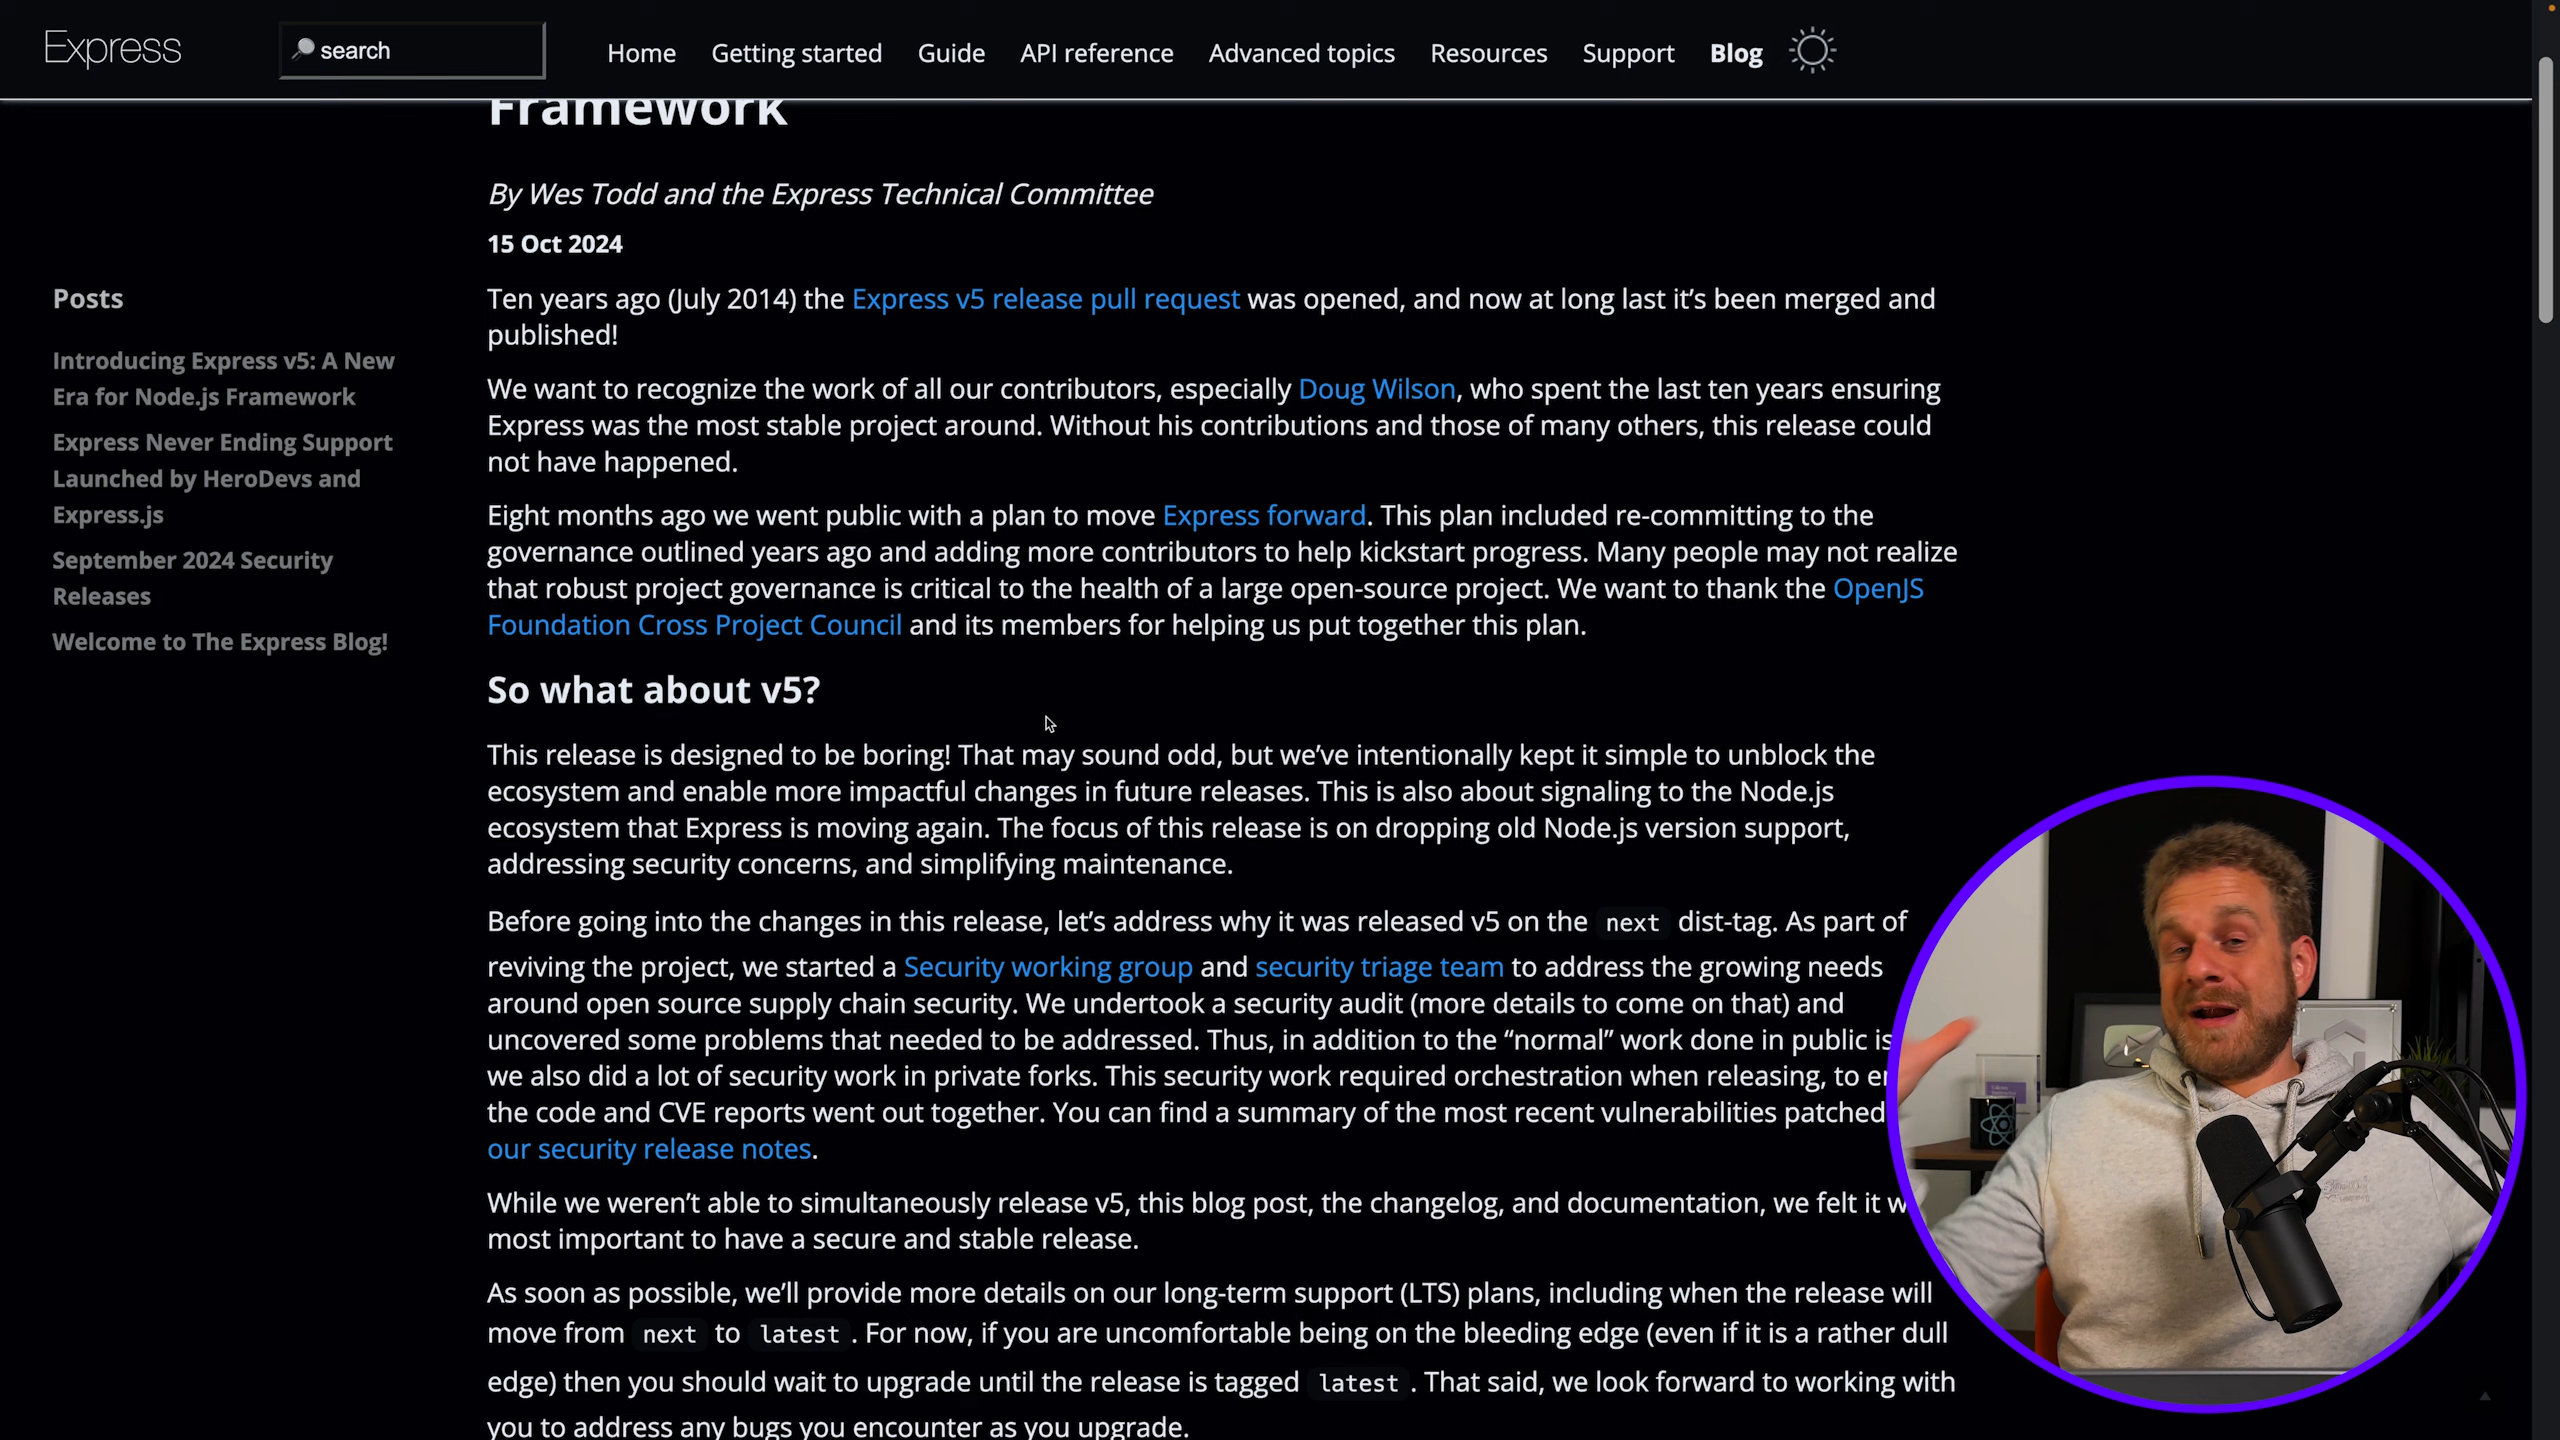 Express
search
Home
Getting started
Guide
API reference
Advanced topics
Resources
Support
Blog
Framework
By Wes Todd and the Express Technical Committee
15 Oct 2024
Posts
Introducing Express v5: A New
Era for Node.js Framework
Express Never Ending Support
Launched by HeroDevs and
Express.js
September 2024 Security
Releases
Welcome to The Express Blog!
Ten years ago (July 2014) the Express v5 release pull request was opened, and now at long last it’s been merged and
published!
We want to recognize the work of all our contributors, especially Doug Wilson, who spent the last ten years ensuring
Express was the most stable project around. Without his contributions and those of many others, this release could
not have happened.
Eight months ago we went public with a plan to move Express forward. This plan included re-committing to the
governance outlined years ago and adding more contributors to help kickstart progress. Many people may not realize
that robust project governance is critical to the health of a large open-source project. We want to thank the OpenJS
Foundation Cross Project Council and its members for helping us put together this plan.
So what about v5?
This release is designed to be boring! That may sound odd, but we’ve intentionally kept it simple to unblock the
ecosystem and enable more impactful changes in future releases. This is also about signaling to the Node.js
ecosystem that Express is moving again. The focus of this release is on dropping old Node.js version support,
addressing security concerns, and simplifying maintenance.
Before going into the changes in this release, let’s address why it was released v5 on the next dist-tag. As part of
reviving the project, we started a Security working group and security triage team to address the growing needs
around open source supply chain security. We undertook a security audit (more details to come on that) and
uncovered some problems that needed to be addressed. Thus, in addition to the “normal” work done in public
we also did a lot of security work in private forks. This security work required orchestration when releasing, to
the code and CVE reports went out together. You can find a summary of the most recent vulnerabilities patched
our security release notes.
While we weren’t able to simultaneously release v5, this blog post, the changelog, and documentation, we felt it
most important to have a secure and stable release.
As soon as possible, we’ll provide more details on our long-term support (LTS) plans, including when the release will
move from next to latest. For now, if you are uncomfortable being on the bleeding edge (even if it is a rather dull
edge) then you should wait to upgrade until the release is tagged latest. That said, we look forward to working with
you to address any bugs you encounter as you upgrade.